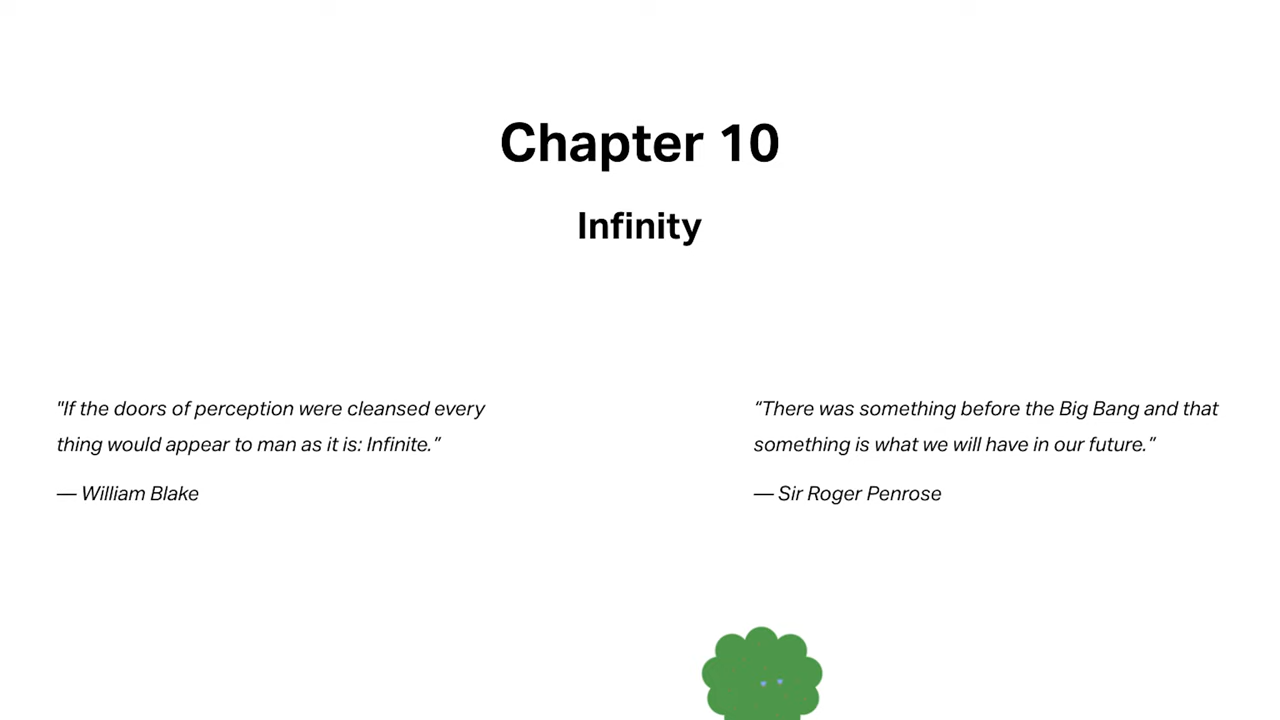 Chapter 10
Infinity
"If the doors of perception were cleansed every
thing would appear to man as it is: Infinite.”
— William Blake
“There was something before the Big Bang and that
something is what we will have in our future.”
— Sir Roger Penrose